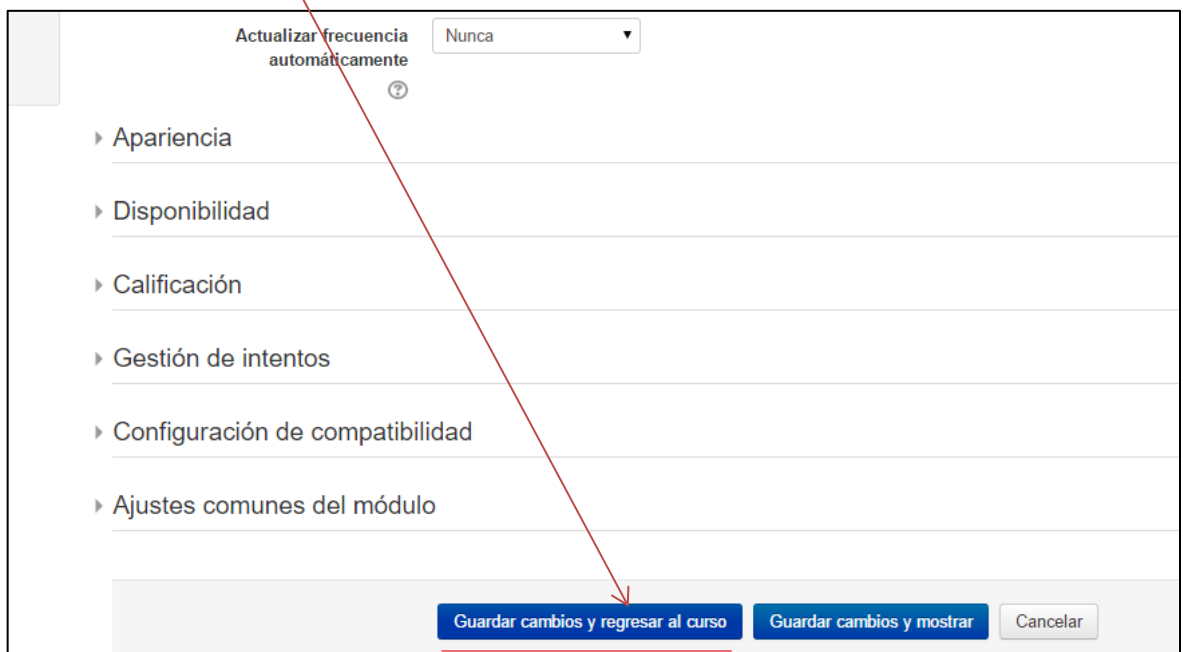 Actualizar frecuencia
automáticamente
Nunca
Apariencia
Disponibilidad
Calificación
Gestión de intentos
Configuración de compatibilidad
Ajustes comunes del módulo
Guardar cambios y regresar al curso Guardar cambios y mostrar Cancelar